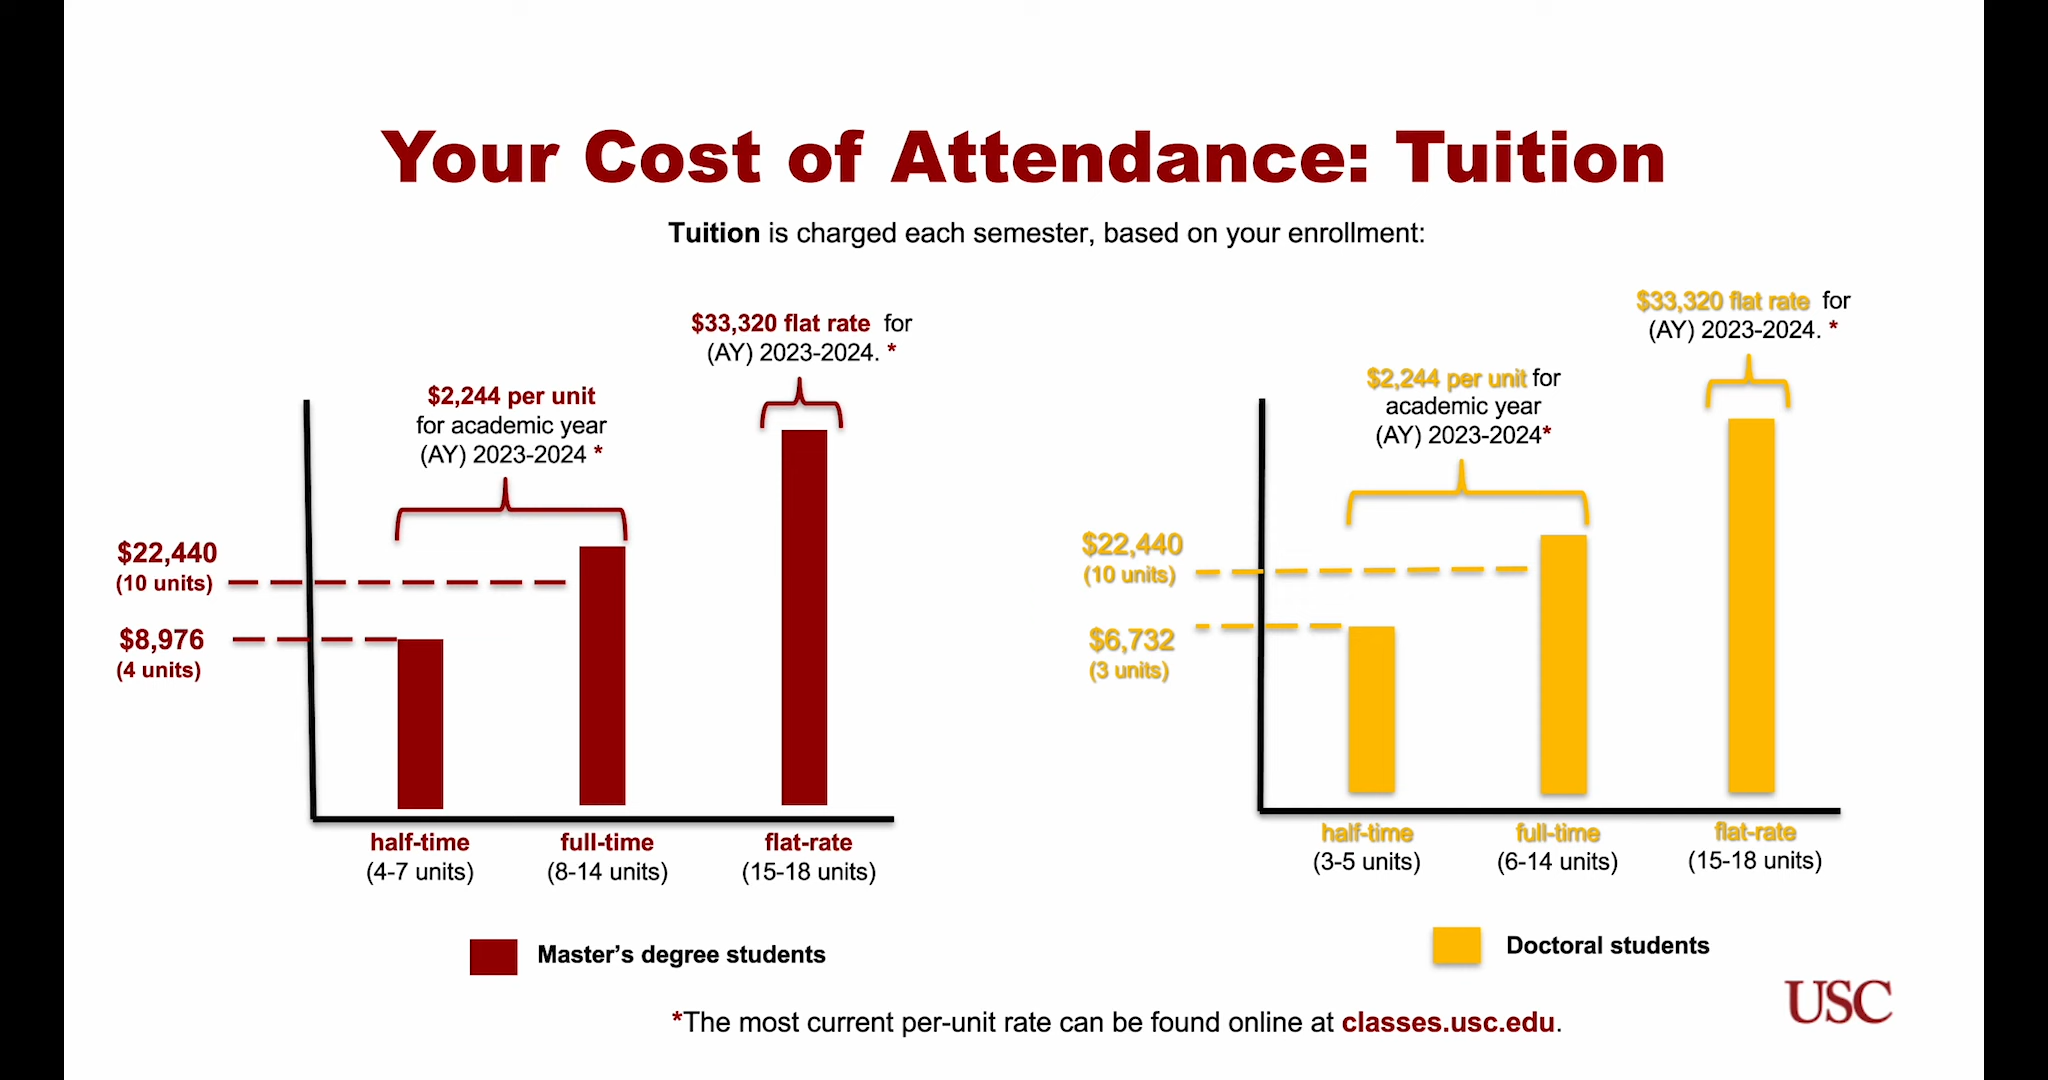 Your Cost of Attendance: Tuition
Tuition is charged each semester, based on your enrollment:
$33,320 flat rate for
(AY) 2023-2024. *
$2,244 per unit
for academic year
(AY) 2023-2024 *
$22,440
(10 units)
$8,976
(4 units)
half-time
(4-7 units)
full-time
(8-14 units)
flat-rate
(15-18 units)
Master's degree students
$33,320 flat rate for
(AY) 2023-2024. *
$2,244 per unit for
academic year
(AY) 2023-2024*
$22,440
(10 units)
$6,732
(3 units)
half-time
(3-5 units)
full-time
(6-14 units)
flat-rate
(15-18 units)
Doctoral students
USC
*The most current per-unit rate can be found online at classes.usc.edu.